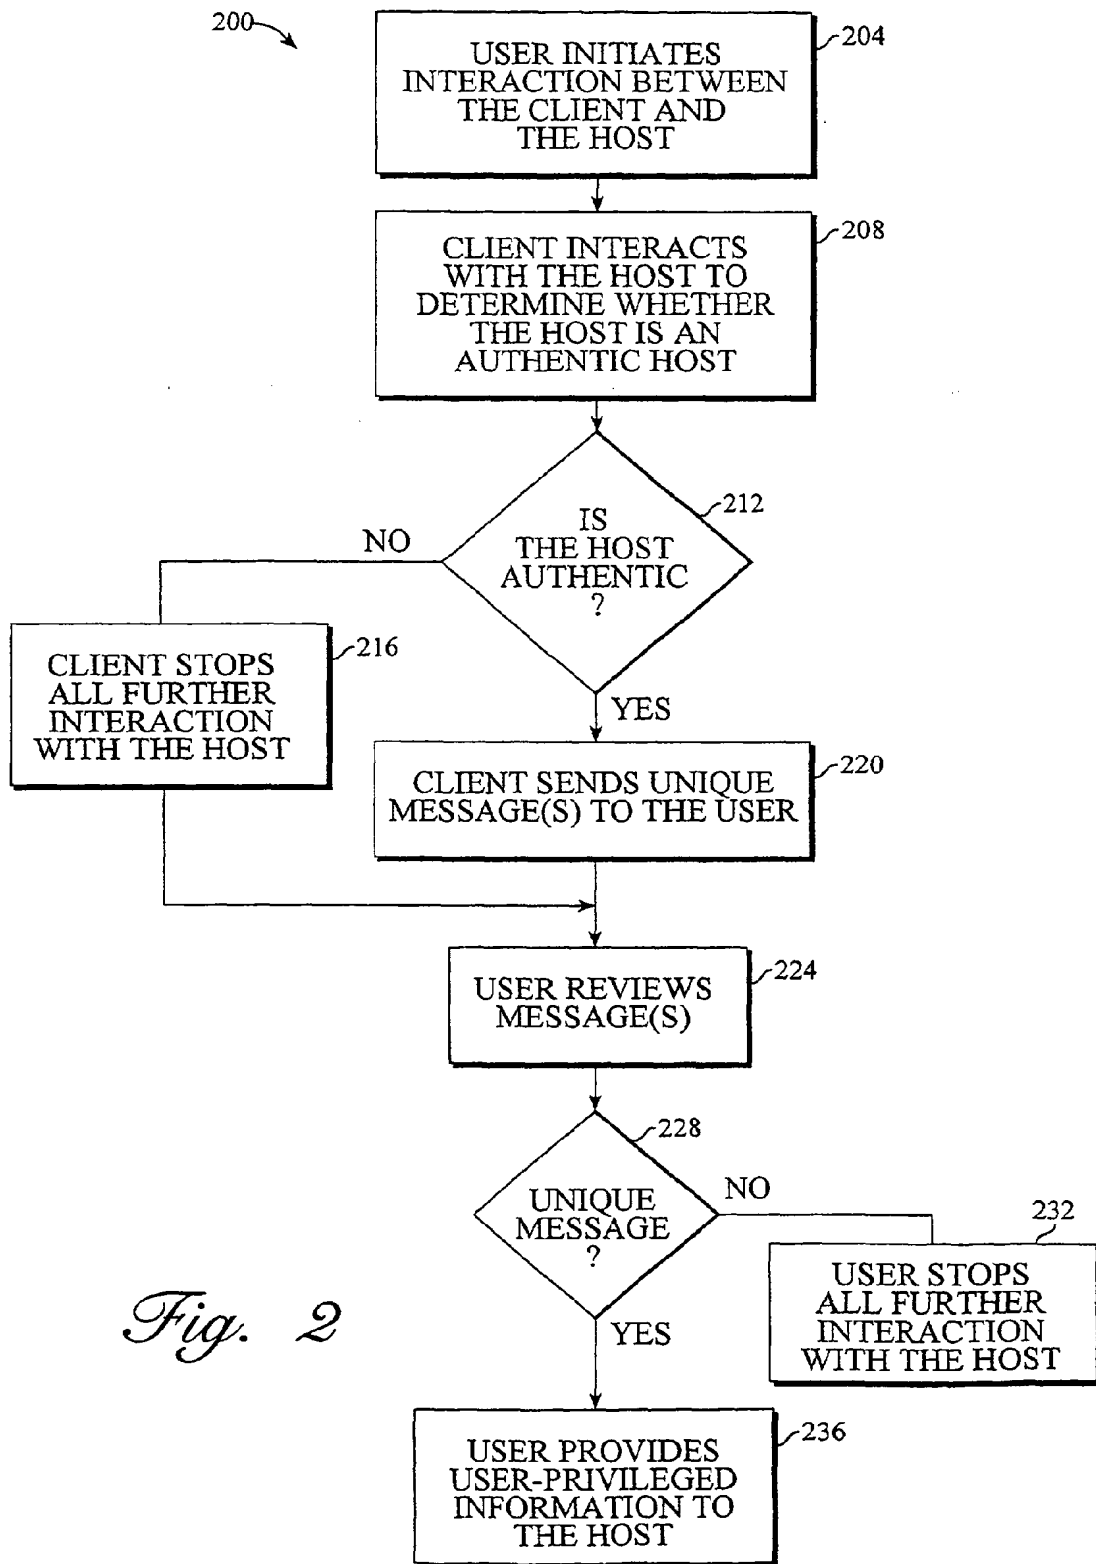 200
204
USER INITIATES
INTERACTION BETWEEN
THE CLIENT AND
THE HOST
208
CLIENT INTERACTS
WITH THE HOST TO
DETERMINE WHETHER
THE HOST IS AN
AUTHENTIC HOST
212
IS
THE HOST
AUTHENTIC
?
NO
216
CLIENT STOPS
ALL FURTHER
INTERACTION
WITH THE HOST
YES
220
CLIENT SENDS UNIQUE
MESSAGE(S) TO THE USER
224
USER REVIEWS
MESSAGE(S)
228
UNIQUE
MESSAGE
?
NO
232
USER STOPS
ALL FURTHER
INTERACTION
WITH THE HOST
YES
Fig. 2
236
USER PROVIDES
USER-PRIVILEGED
INFORMATION TO
THE HOST